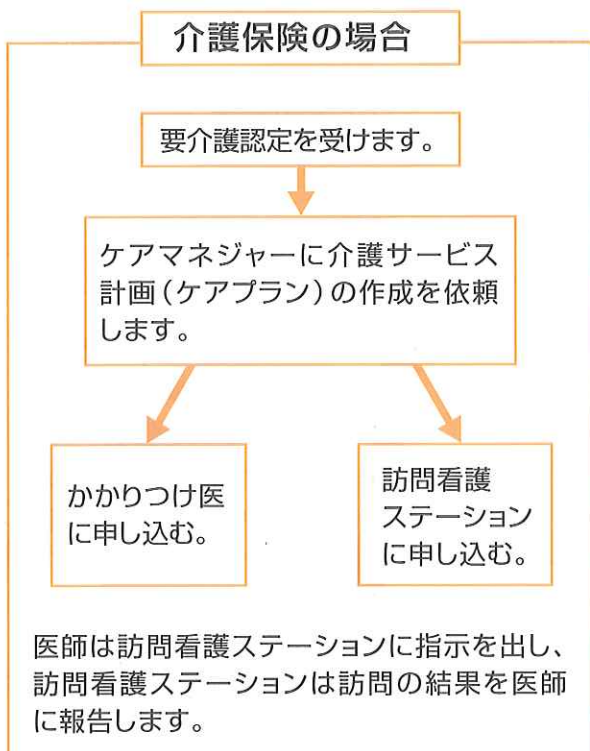 介護保険の場合
要介護認定を受けます。
ケアマネジャーに介護サービス
計画(ケアプラン)の作成を依頼
します。
かかりつけ医
に申し込む。
訪問看護
ステーション
に申し込む。
医師は訪問看護ステーションに指示を出し、
訪問看護ステーションは訪問の結果を医師
に報告します。